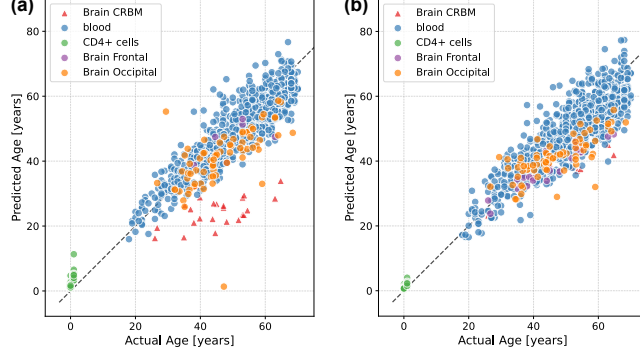 (a)
Brain CRBM
blood
CD4+ cells
Brain Frontal
Brain Occipital
80
60
40
20
0
Predicted Age [years]
0 20 40 60
Actual Age [years]
(b)
Brain CRBM
blood
CD4+ cells
Brain Frontal
Brain Occipital
80
60
40
20
0
Predicted Age [years]
0 20 40 60
Actual Age [years]